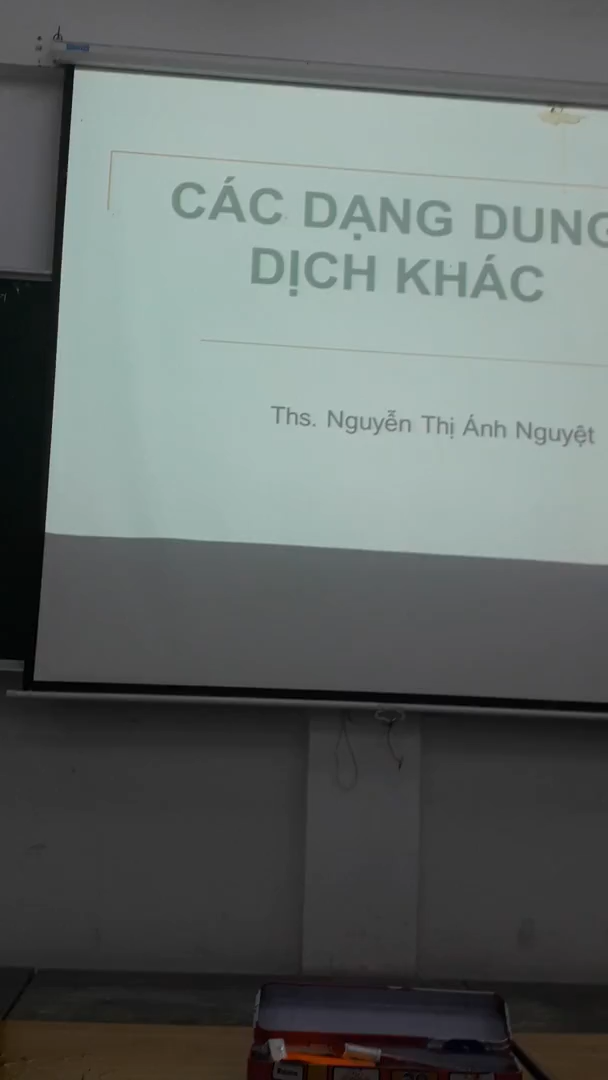 CÁC DẠNG DUNG
DỊCH KHÁC
Ths. Nguyễn Thị Ánh Nguyệt